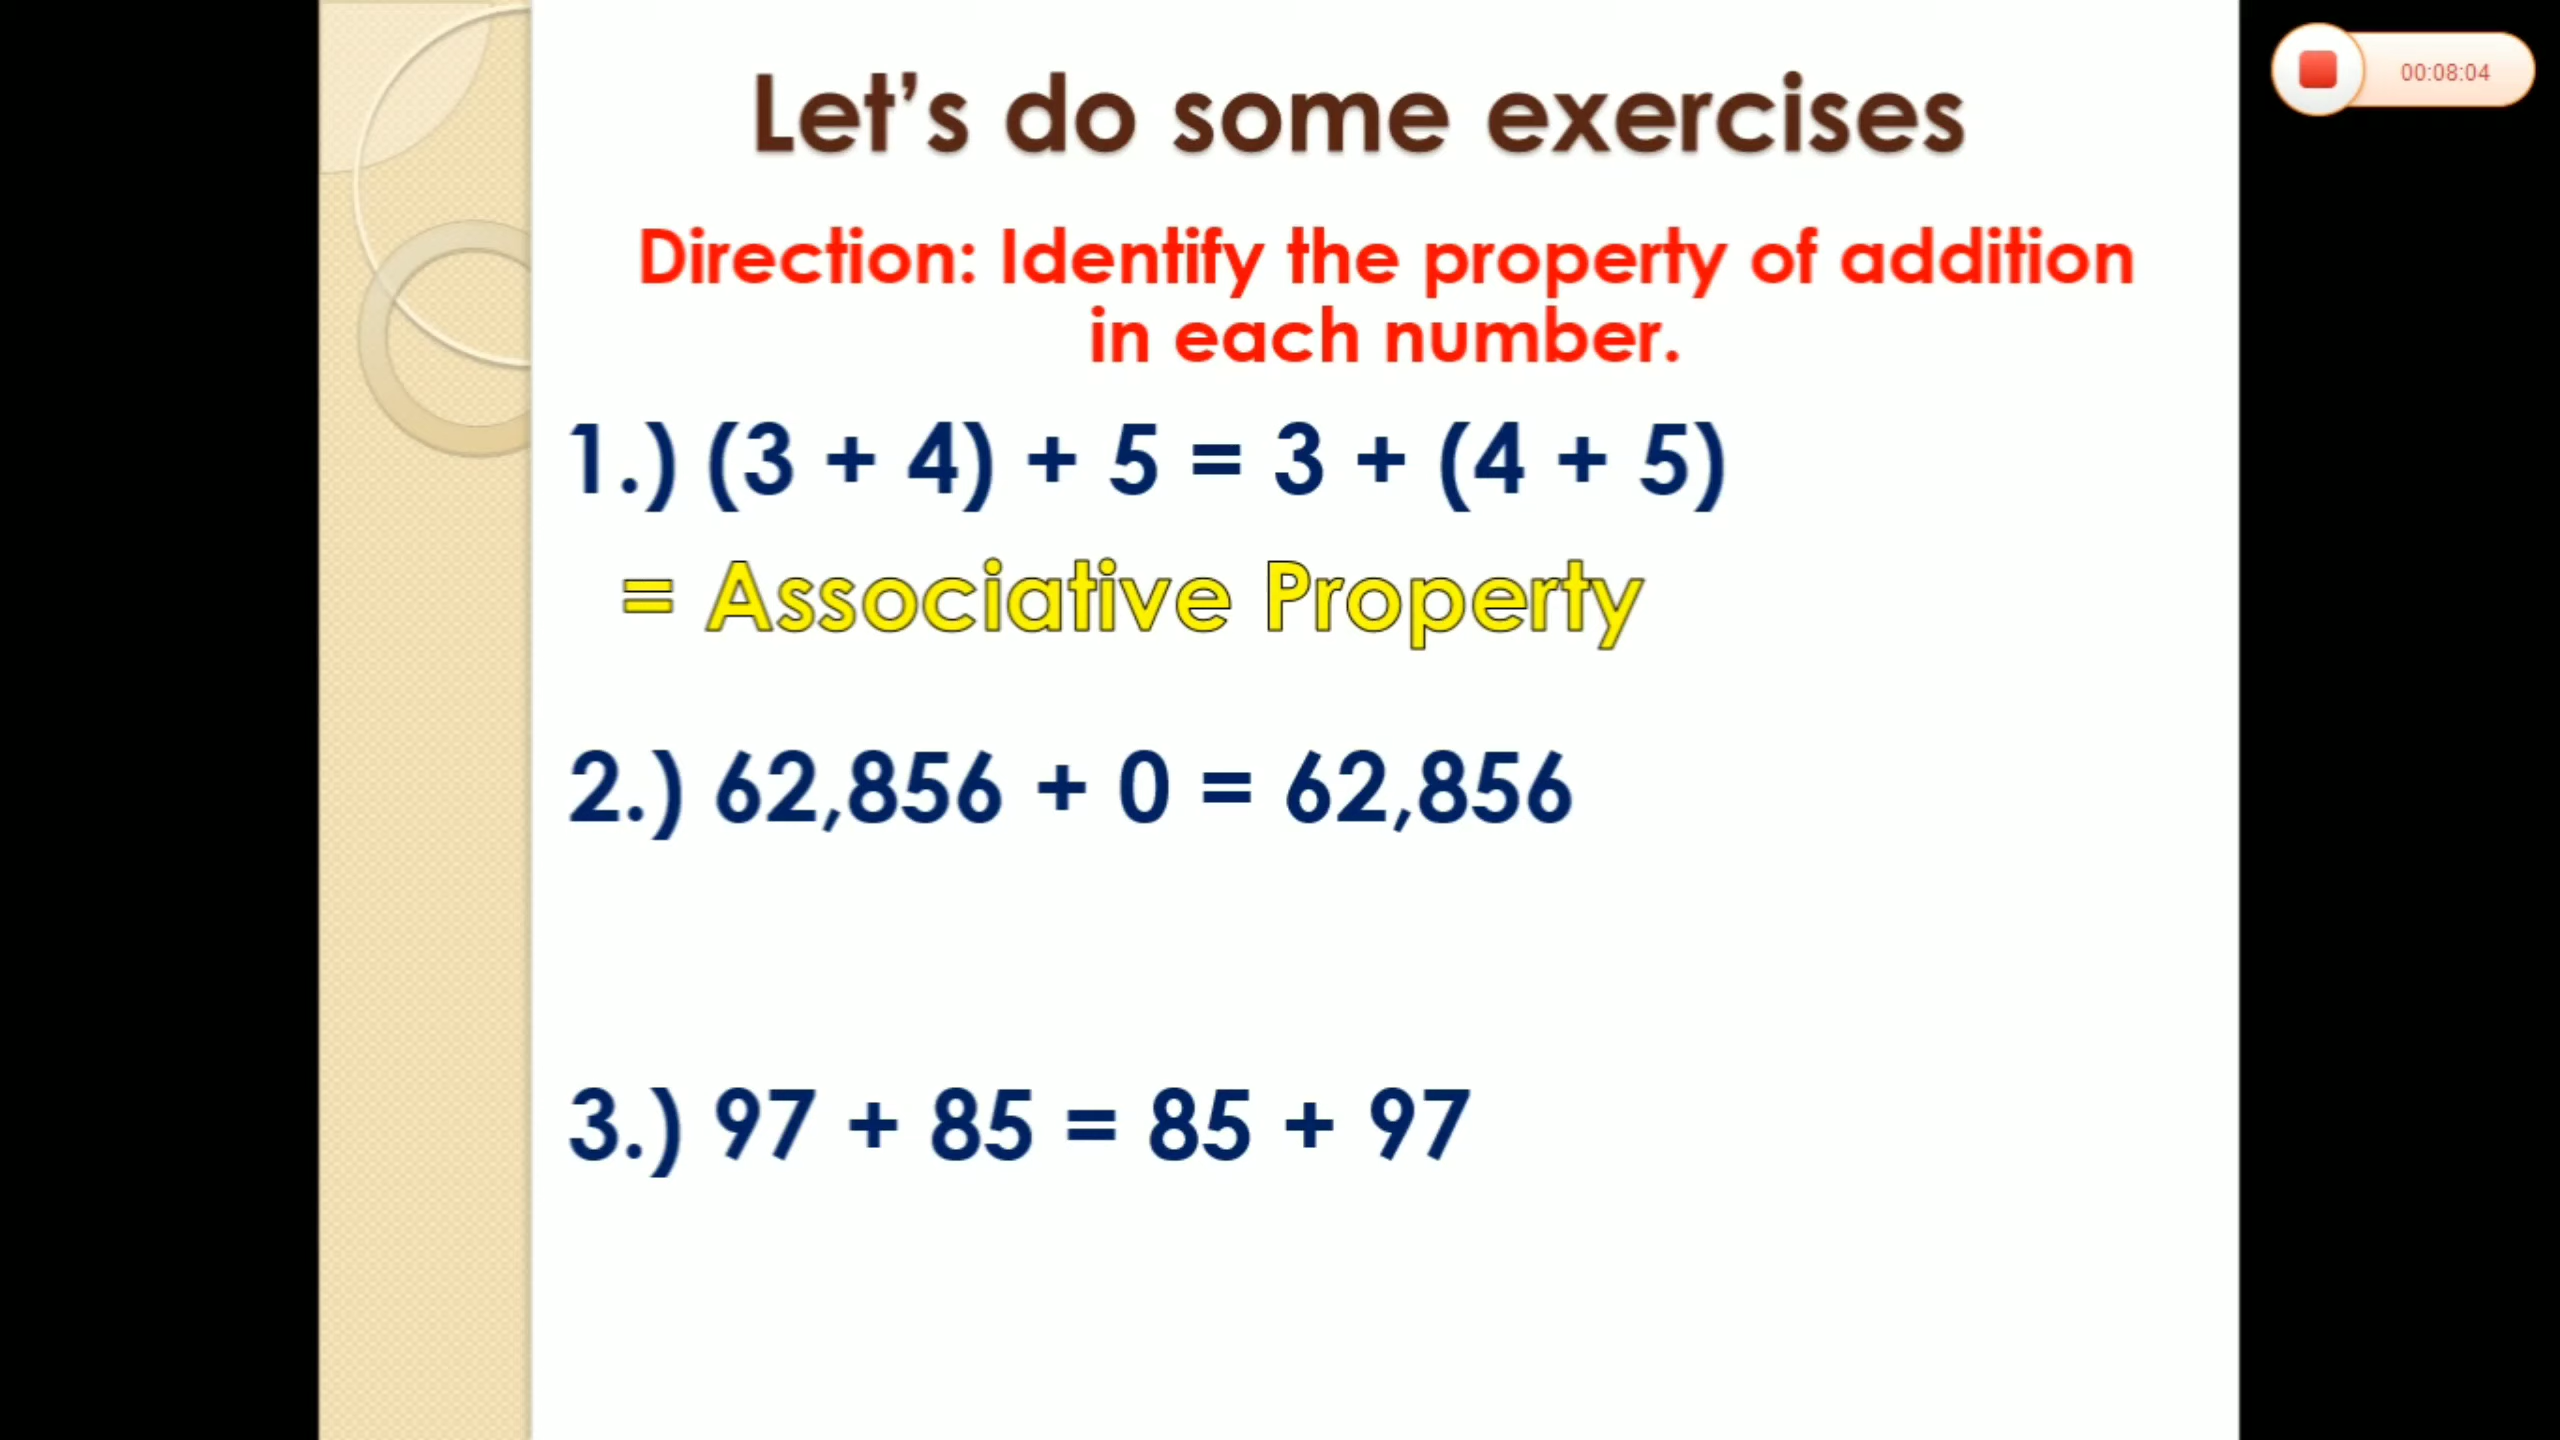 Let’s do some exercises
00:08:04
Direction: Identify the property of addition
in each number.
1.) (3 + 4) + 5 = 3 + (4 + 5)
= Associative Property
2.) 62,856 + 0 = 62,856
3.) 97 + 85 = 85 + 97